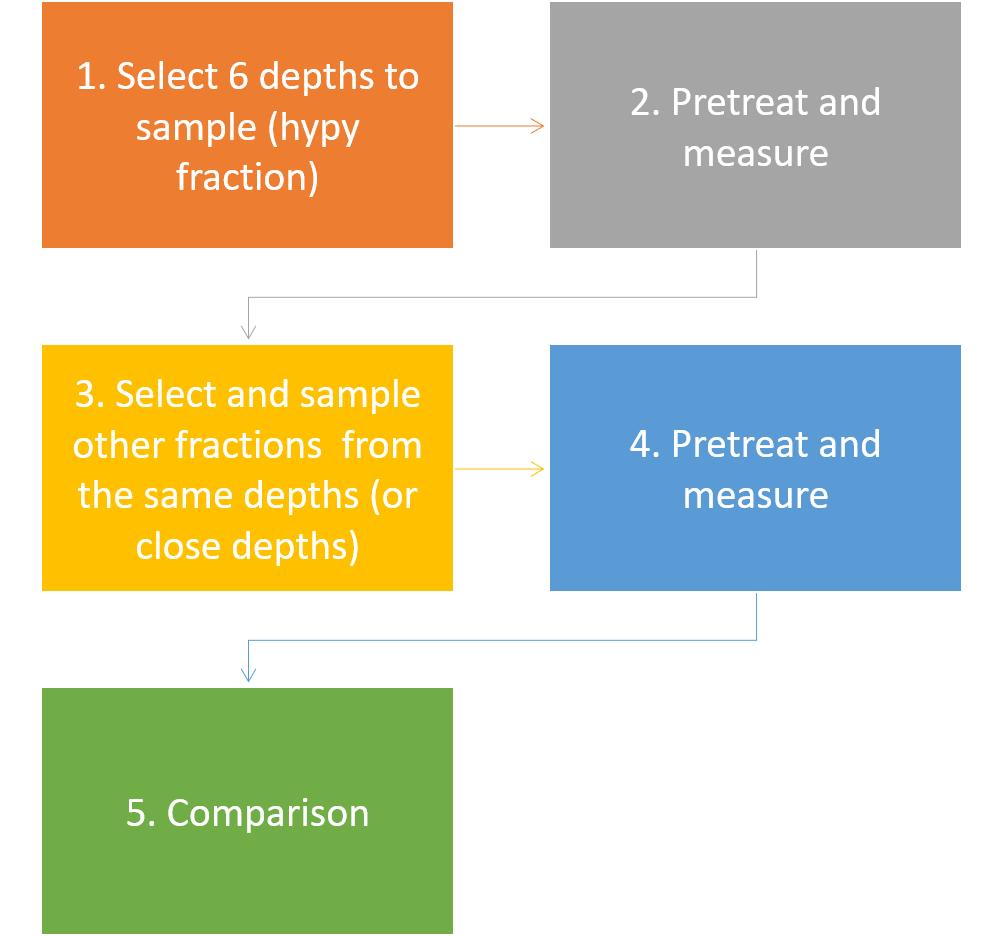 1. Select 6 depths to
sample (hypy
fraction)
2. Pretreat and
measure
3. Select and sample
other fractions  from
the same depths (or
close depths)
4. Pretreat and
measure
5. Comparison